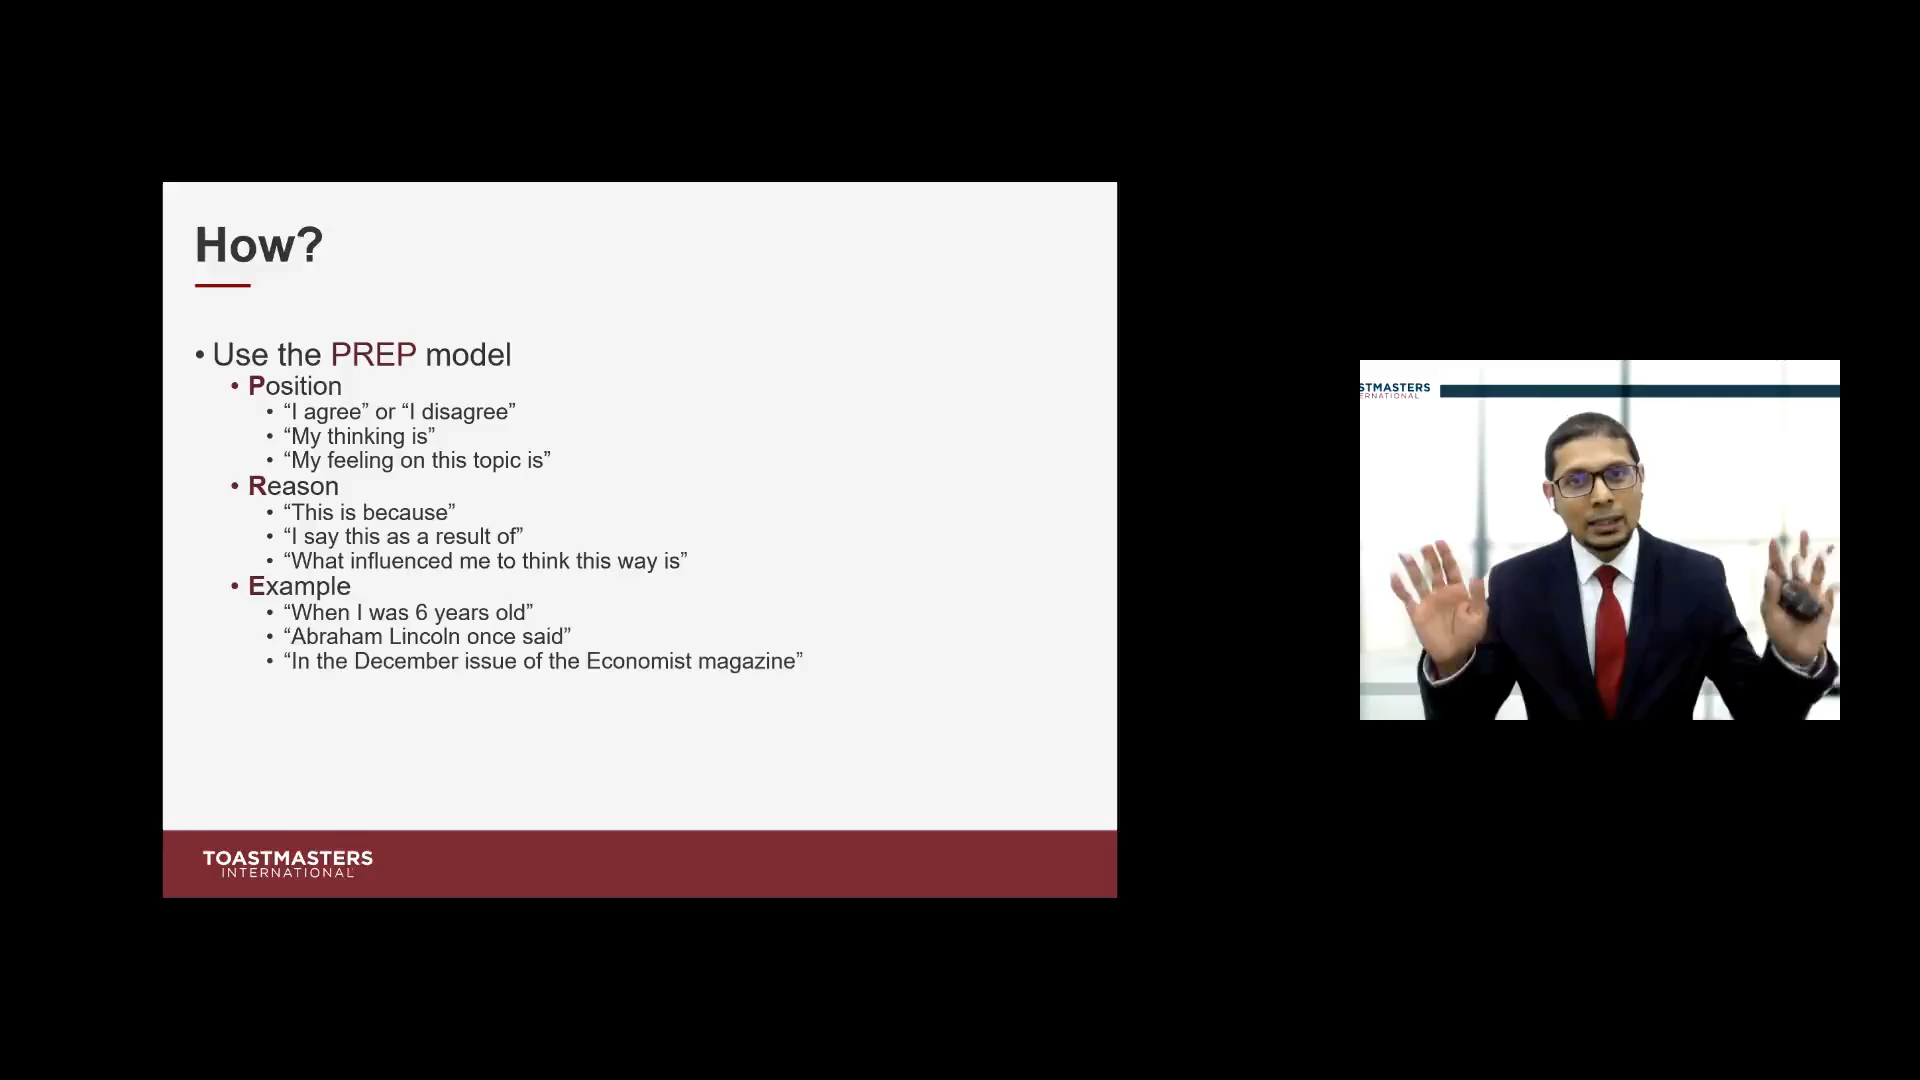 How?
• Use the PREP model
• Position
• “I agree” or “I disagree”
• “My thinking is”
• “My feeling on this topic is”
• Reason
• “This is because”
• “I say this as a result of”
• “What influenced me to think this way is”
• Example
• “When I was 6 years old”
• “Abraham Lincoln once said”
• “In the December issue of the Economist magazine”
TOASTMASTERS
INTERNATIONAL
STMASTERS
ERNATIONAL